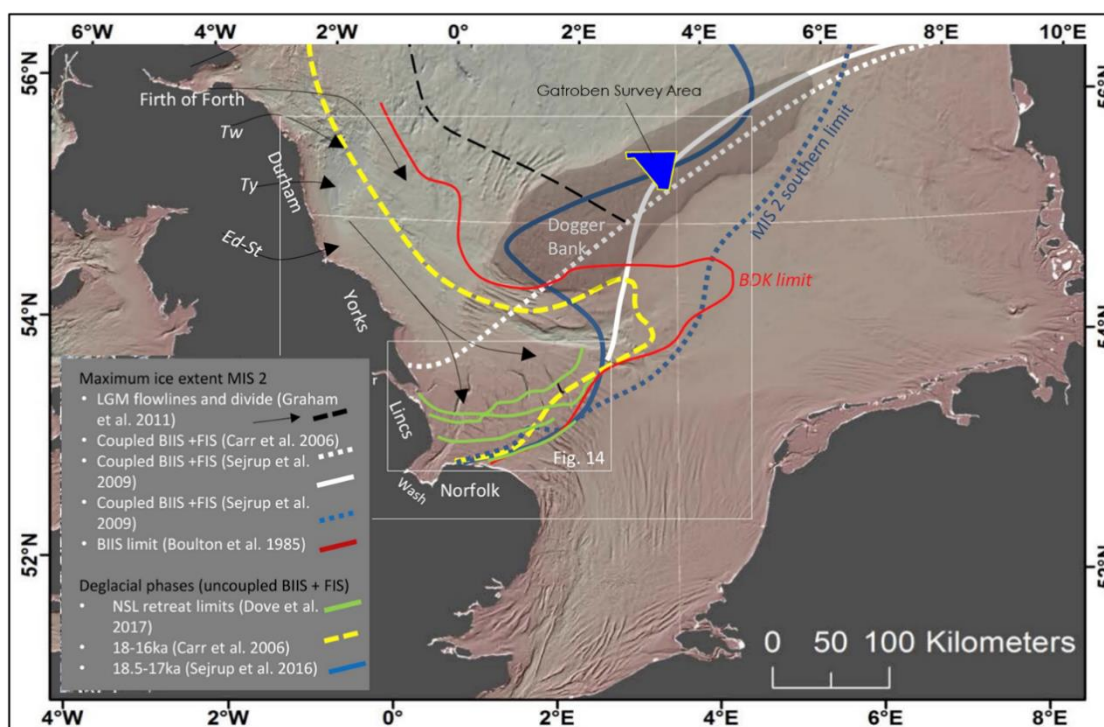 6°W 4°W 2°W 0° 2°E 4°E 6°E 8°E 10°E
56°N
56°N
Gatroben Survey Area
Firth of Forth
Tw
MIS 2 southern limit
Durham
Ty
Dogger
Bank
Ed-St
BDK limit
Yorks
54°N
54°N
r
Lincs
Fig. 14
Wash
Norfolk
Maximum ice extent MIS 2
• LGM flowlines and divide (Graham
et al. 2011)
• Coupled BIIS +FIS (Carr et al. 2006)
• Coupled BIIS +FIS (Sejrup et al.
2009)
• Coupled BIIS +FIS (Sejrup et al.
2009)
• BIIS limit (Boulton et al. 1985)
Deglacial phases (uncoupled BIIS + FIS)
• NSL retreat limits (Dove et al.
2017)
• 18-16ka (Carr et al. 2006)
• 18.5-17ka (Sejrup et al. 2016)
52°N
52°N
0 50 100 Kilometers
4°W 2°W 0° 2°E 4°E 6°E 8°E